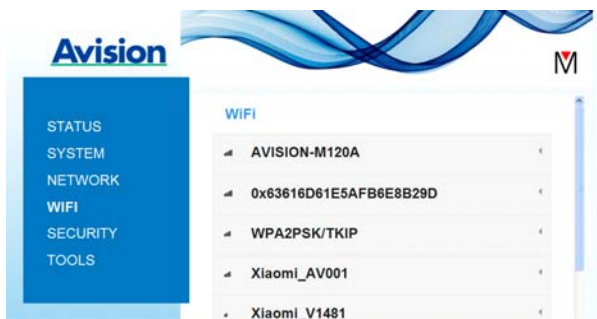 Avision
M
STATUS
SYSTEM
NETWORK
WIFI
SECURITY
TOOLS
WiFi
AVISION-M120A
0x63616D61E5AFB6E8B29D
WPA2PSK/TKIP
Xiaomi_AV001
Xiaomi_V1481